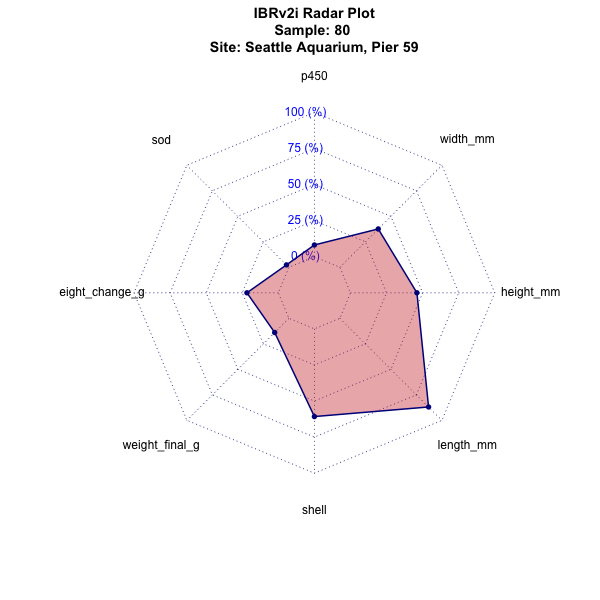 IBRv2i Radar Plot
Sample: 80
Site: Seattle Aquarium, Pier 59
p450
100 (%)
sod
width_mm
75 (%)
50 (%)
25 (%)
0 (%)
eight_change_g
height_mm
weight_final_g
length_mm
shell